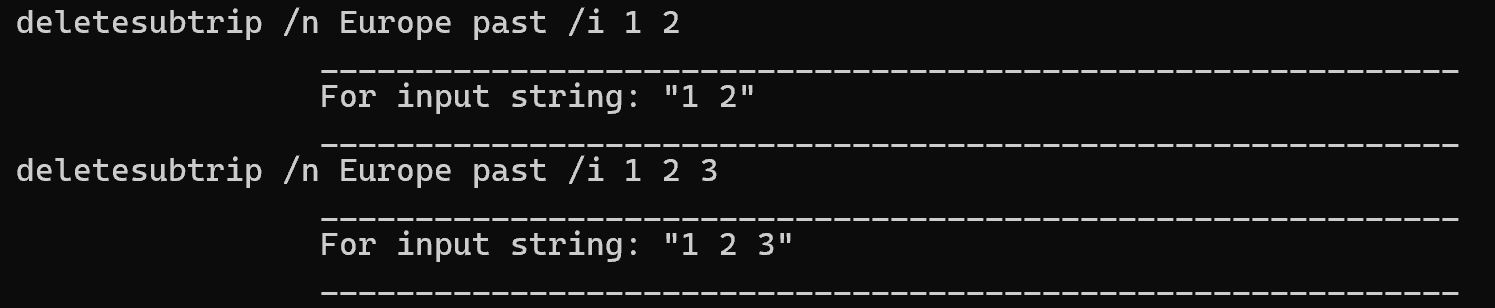 deletesubtrip /n Europe past /i 1 2
____________________________________________________________
For input string: "1 2"
____________________________________________________________
deletesubtrip /n Europe past /i 1 2 3
____________________________________________________________
For input string: "1 2 3"
____________________________________________________________